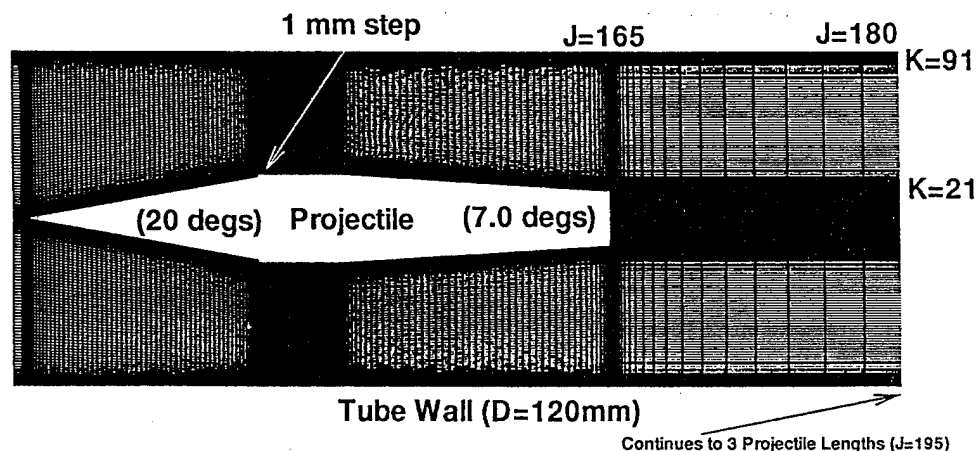 1 mm step
J=165
J=180
K=91
K=21
(20 degs) Projectile (7.0 degs)
Tube Wall (D=120mm)
Continues to 3 Projectile Lengths (J=195)